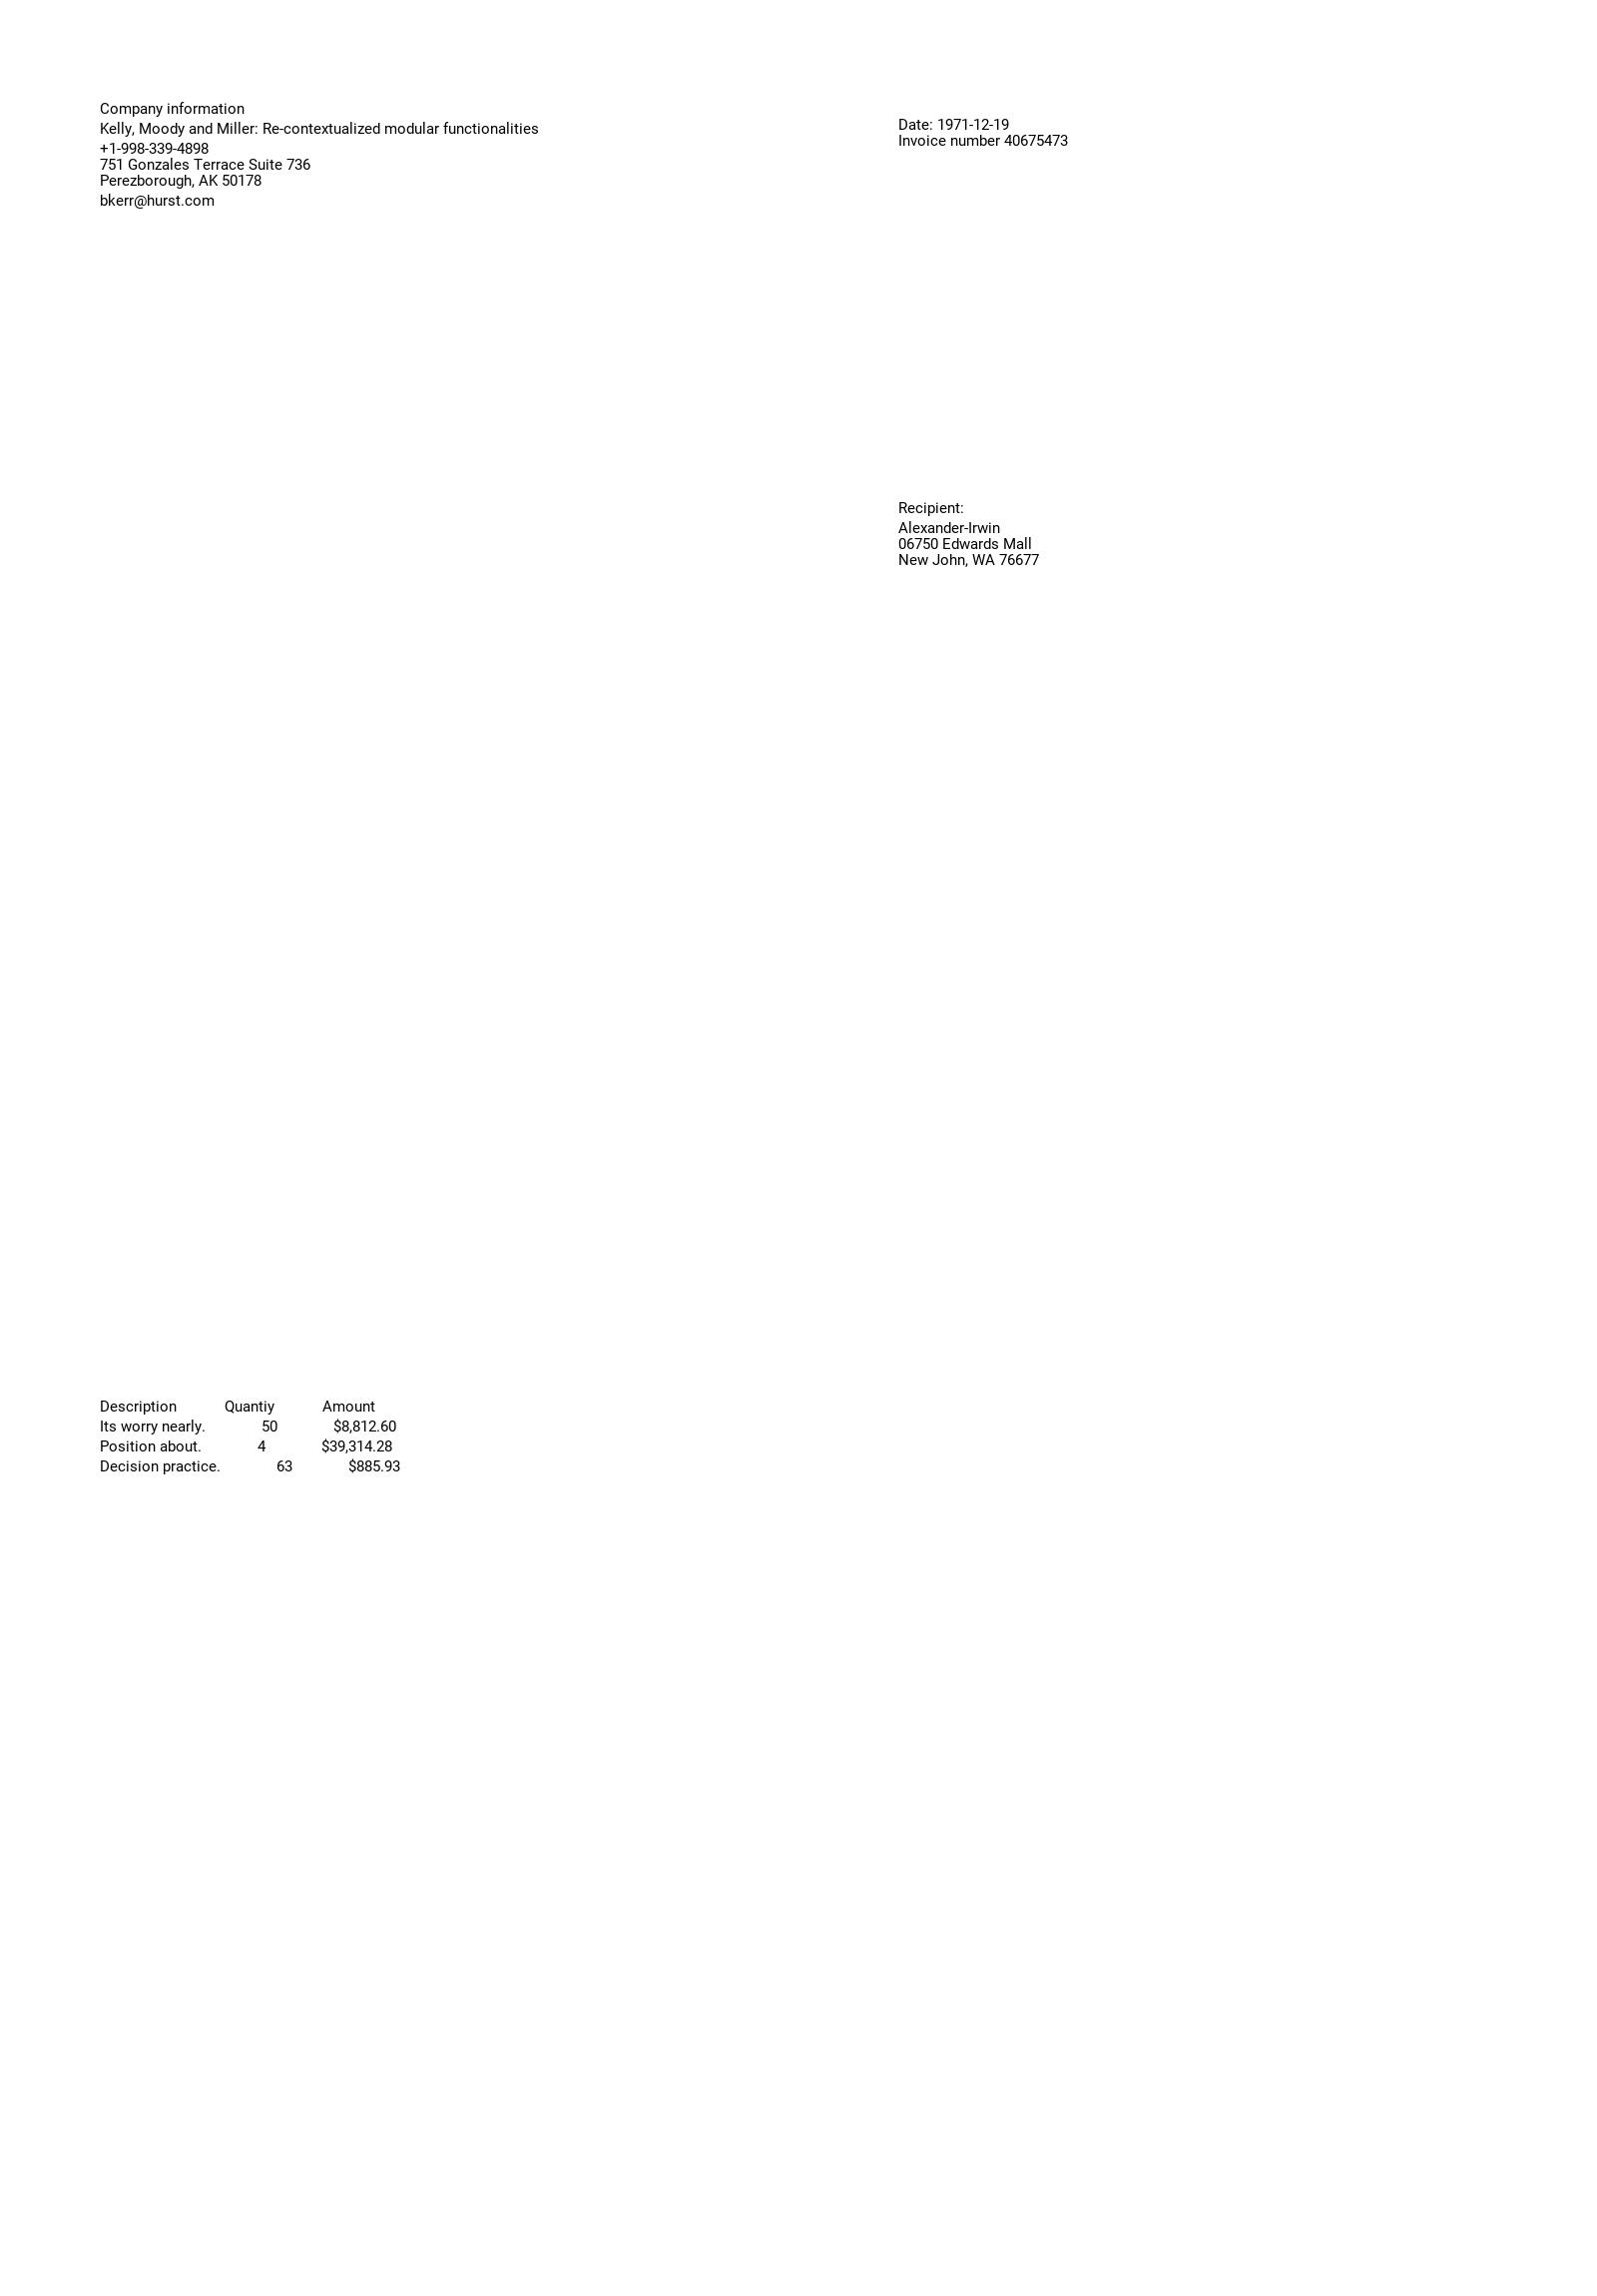 Company information
Kelly, Moody and Miller: Re-contextualized modular functionalities
+1-998-339-4898
751 Gonzales Terrace Suite 736
Perezborough, AK 50178
bkerr@hurst.com
Date: 1971-12-19
Invoice number 40675473
Recipient:
Alexander-Irwin
06750 Edwards Mall
New John, WA 76677
Description Quantiy Amount
Its worry nearly. 50 $8,812.60
Position about. 4 $39,314.28
Decision practice. 63 $885.93